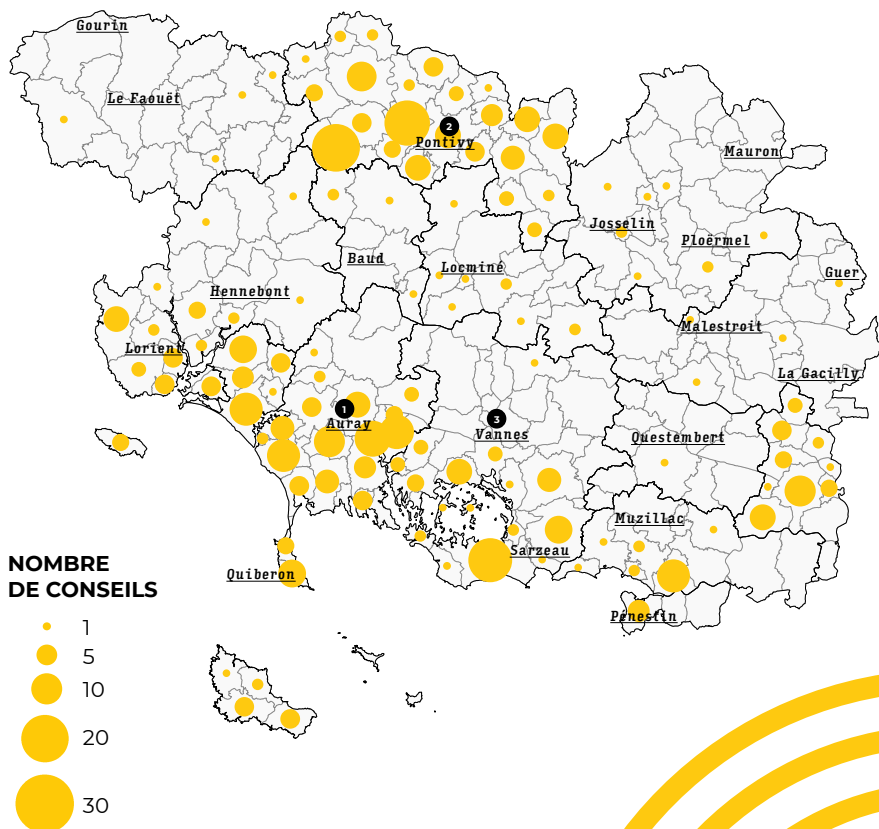 Gourin
Le Faouët
2
Pontivy
Mauron
Josselin
Ploërmel
Baud
Locminé
Guer
Hennebont
Malestroit
Lorient
La Gacilly
1
Auray
3
Vannes
Questembert
Muzillac
Sarzeau
Quiberon
Pénestin
NOMBRE
DE CONSEILS
1
5
10
20
30